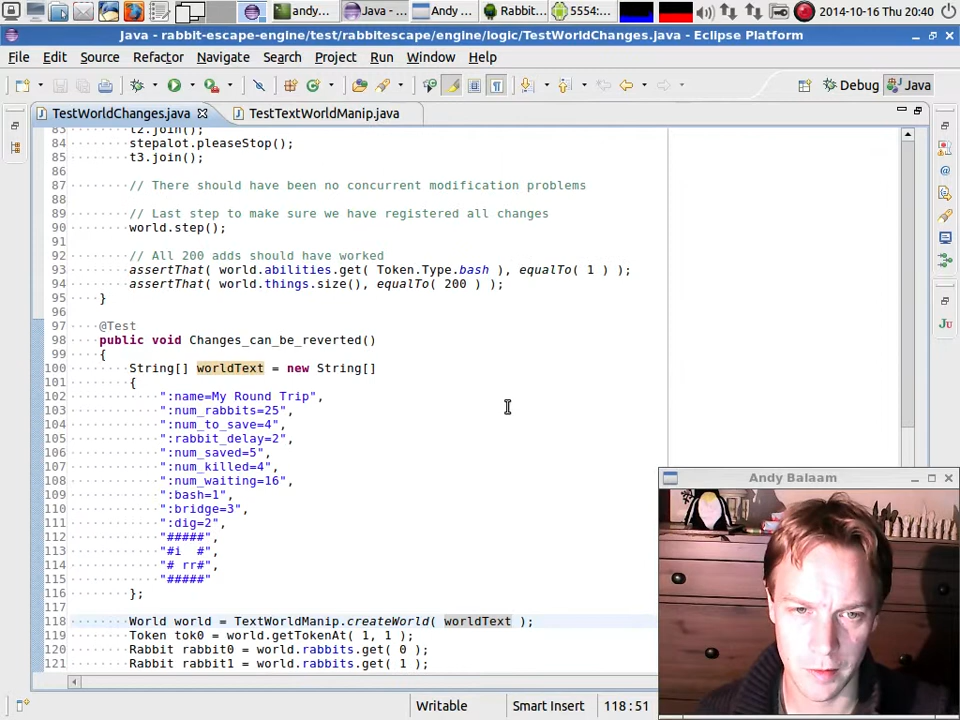 andy...
Java - ...
Andy ...
Rabbit...
5554:...
2014-10-16 Thu 20:40
Java - rabbit-escape-engine/test/rabbitescape/engine/logic/TestWorldChanges.java - Eclipse Platform
File Edit Source Refactor Navigate Search Project Run Window Help
Debug Java
TestWorldChanges.java TestTextWorldManip.java
83 t2.join();
84 stepalot.pleaseStop();
85 t3.join();
86
87 // There should have been no concurrent modification problems
88
89 // Last step to make sure we have registered all changes
90 world.step();
91
92 // All 200 adds should have worked
93 assertThat( world.abilities.get( Token.Type.bash ), equalTo( 1 ) );
94 assertThat( world.things.size(), equalTo( 200 ) );
95 }
96
97 @Test
98 public void Changes_can_be_reverted()
99 {
100 String[] worldText = new String[]
101 {
102 ":name=My Round Trip",
103 ":num_rabbits=25",
104 ":num_to_save=4",
105 ":rabbit_delay=2",
106 ":num_saved=5",
107 ":num_killed=4",
108 ":num_waiting=16",
109 ":bash=1",
110 ":bridge=3",
111 ":dig=2",
112 "#####",
113 "#i  #",
114 "# rr#",
115 "#####"
116 };
117
118 World world = TextWorldManip.createWorld( worldText );
119 Token tok0 = world.getTokenAt( 1, 1 );
120 Rabbit rabbit0 = world.rabbits.get( 0 );
121 Rabbit rabbit1 = world.rabbits.get( 1 );
Andy Balaam
Writable Smart Insert 118:51